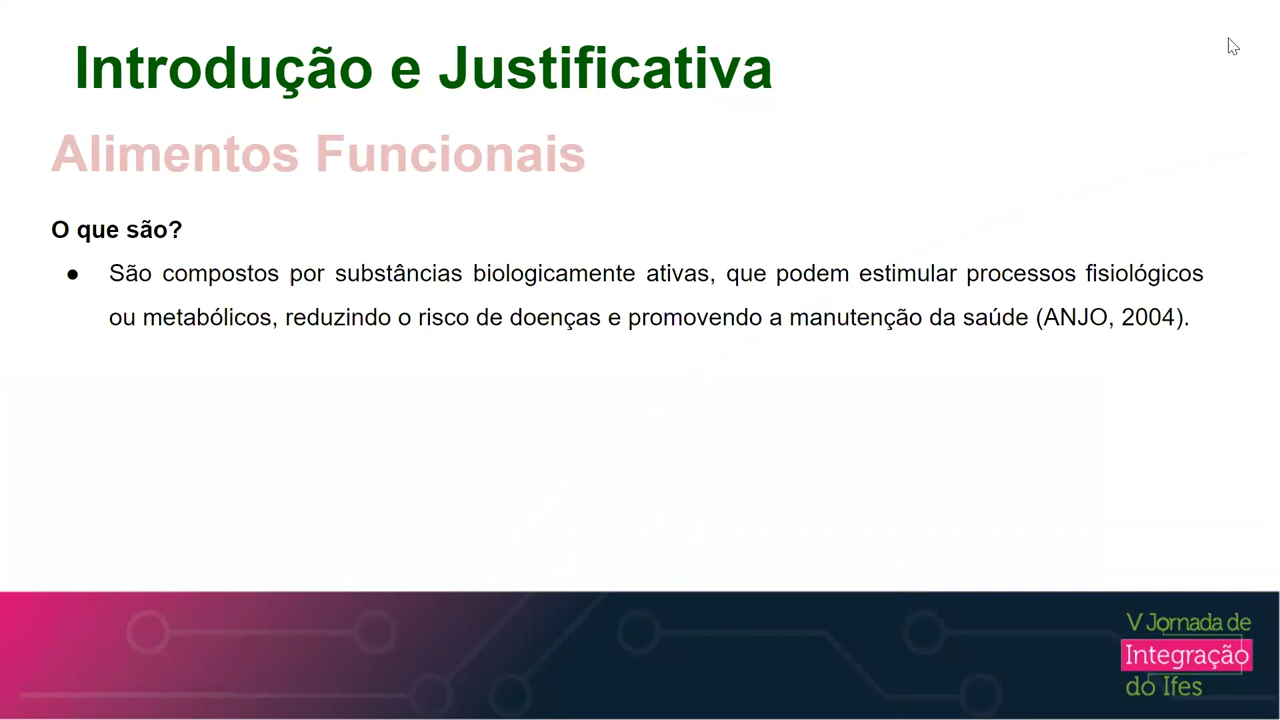 Introdução e Justificativa
Alimentos Funcionais
O que são?
● São compostos por substâncias biologicamente ativas, que podem estimular processos fisiológicos
ou metabólicos, reduzindo o risco de doenças e promovendo a manutenção da saúde (ANJO, 2004).
V Jornada de
Integração
do Ifes